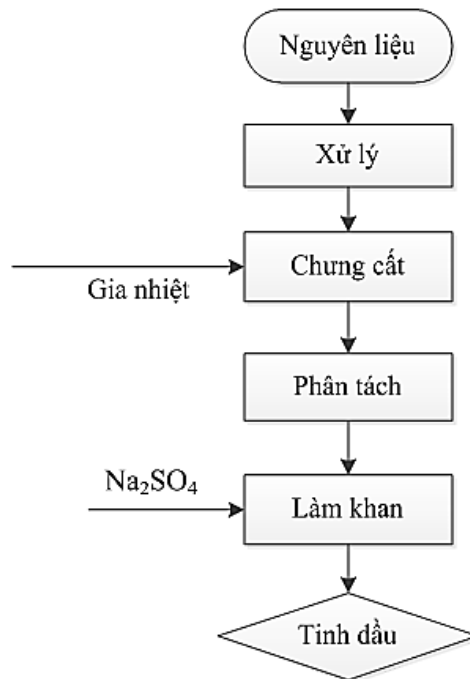 Nguyên liệu
Xử lý
Chưng cất
Gia nhiệt
Phân tách
Na₂SO₄
Làm khan
Tinh dầu